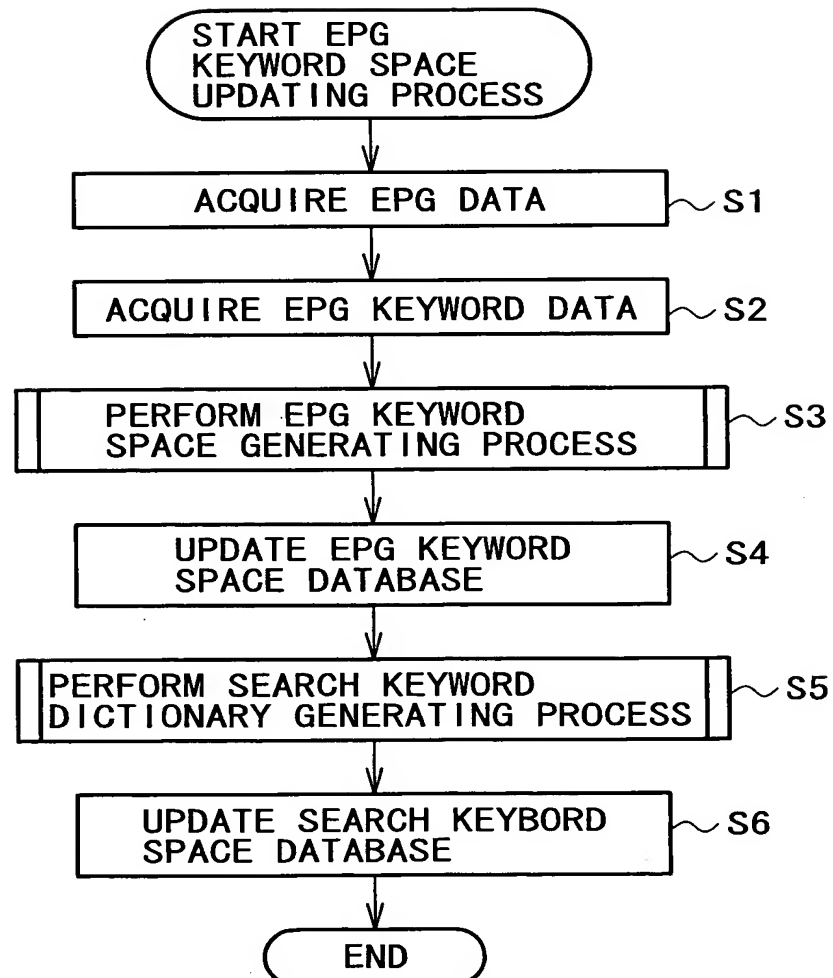 START EPG
KEYWORD SPACE
UPDATING PROCESS
ACQUIRE EPG DATA
S1
ACQUIRE EPG KEYWORD DATA
S2
PERFORM EPG KEYWORD
SPACE GENERATING PROCESS
S3
UPDATE EPG KEYWORD
SPACE DATABASE
S4
PERFORM SEARCH KEYWORD
DICTIONARY GENERATING PROCESS
S5
UPDATE SEARCH KEYBORD
SPACE DATABASE
S6
END